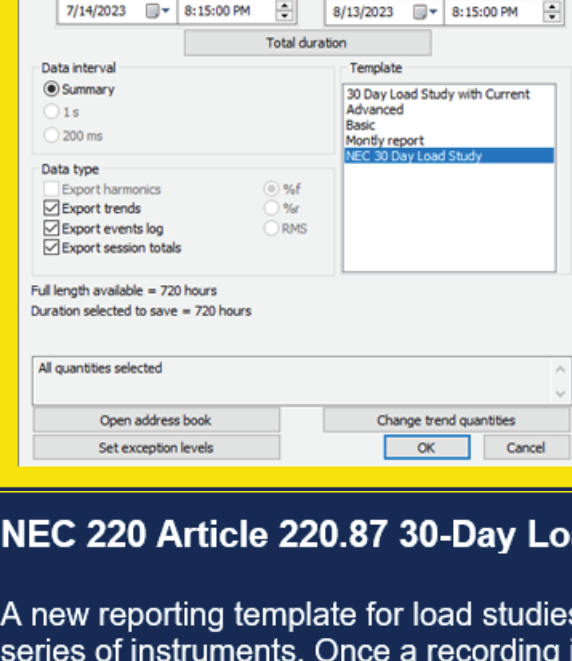 7/14/2023 8:15:00 PM 8/13/2023 8:15:00 PM
Total duration
Data interval
Summary
1 s
200 ms
Template
30 Day Load Study with Current
Advanced
Basic
Montly report
NEC 30 Day Load Study
Data type
Export harmonics
Export trends
Export events log
Export session totals
%f
%r
RMS
Full length available = 720 hours
Duration selected to save = 720 hours
All quantities selected
Open address book
Change trend quantities
Set exception levels
OK
Cancel
NEC 220 Article 220.87 30-Day Lo
A new reporting template for load studies
series of instruments. Once a recording i